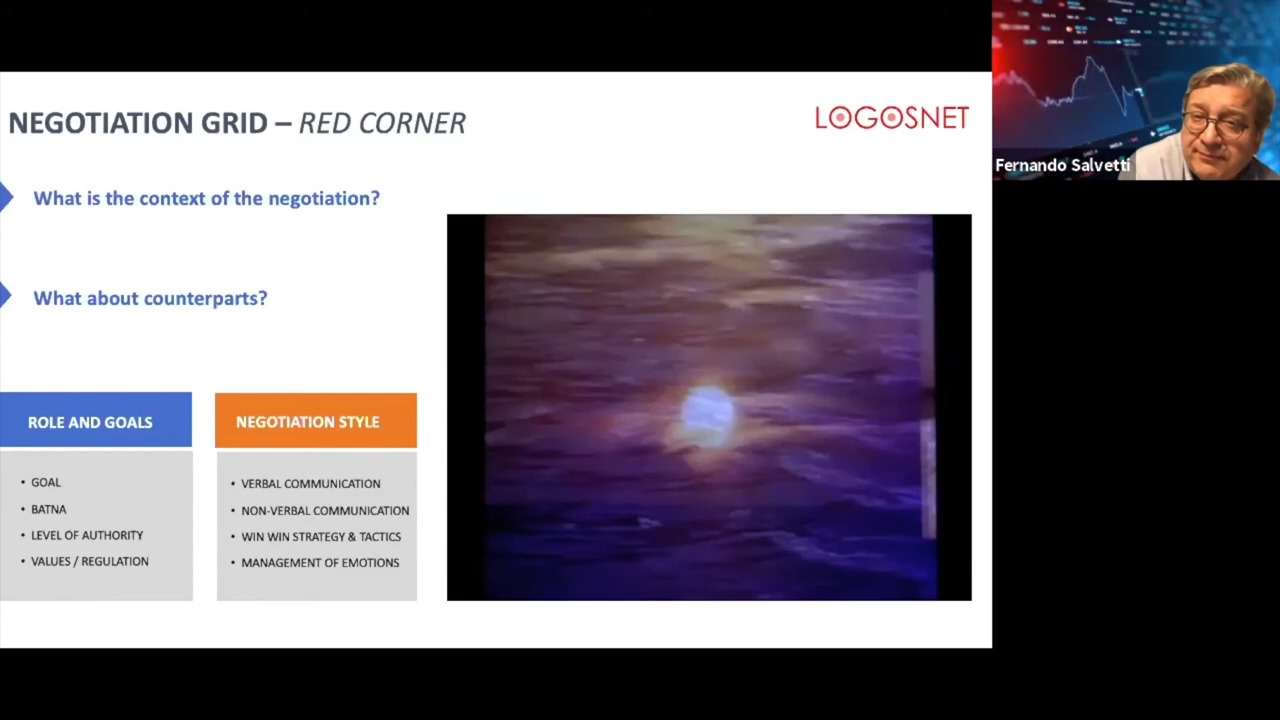 NEGOTIATION GRID – RED CORNER
LOGOSNET
What is the context of the negotiation?
What about counterparts?
ROLE AND GOALS
• GOAL
• BATNA
• LEVEL OF AUTHORITY
• VALUES / REGULATION
NEGOTIATION STYLE
• VERBAL COMMUNICATION
• NON-VERBAL COMMUNICATION
• WIN WIN STRATEGY & TACTICS
• MANAGEMENT OF EMOTIONS
Fernando Salvetti